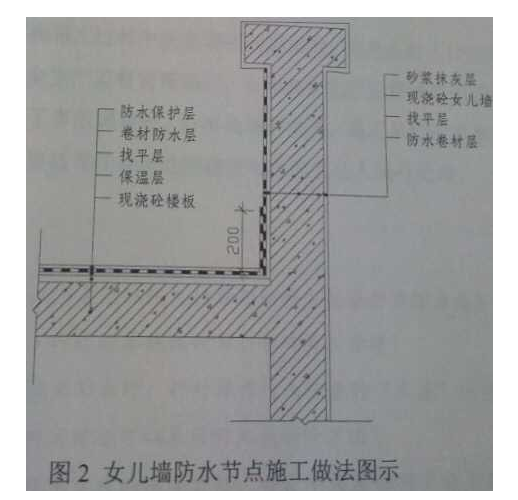 防水保护层
卷材防水层
找平层
保温层
现浇砼楼板
砂浆抹灰层
现浇砼女儿墙
找平层
防水卷材层
200
图2 女儿墙防水节点施工做法图示